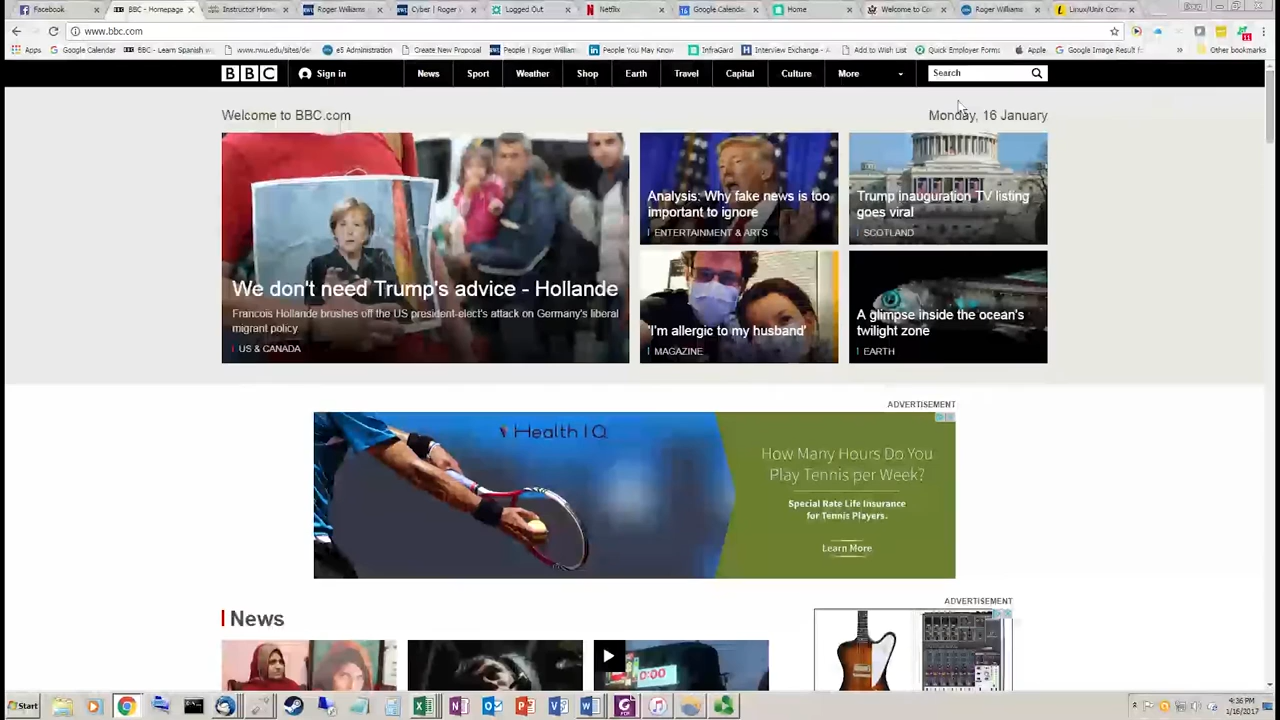 Facebook
BBC - Homepage
Instructor Home
Roger Williams
Cyber | Roger
Logged Out
Netflix
Google Calendar
Home
Welcome to Co
Roger Williams
Linux/Unix Com
www.bbc.com
Apps
Google Calendar
BBC - Learn Spanish w
www.rwu.edu/sites/de
e5 Administration
Create New Proposal
People | Roger William
People You May Know
InfraGard
Interview Exchange - A
Add to Wish List
Quick Employer Forms
Apple
Google Image Result f
»
Other bookmarks
BBC
Sign in
News
Sport
Weather
Shop
Earth
Travel
Capital
Culture
More
Search
Welcome to BBC.com
Monday, 16 January
We don't need Trump's advice - Hollande
Francois Hollande brushes off the US president-elect's attack on Germany's liberal
migrant policy
US & CANADA
Analysis: Why fake news is too
important to ignore
ENTERTAINMENT & ARTS
Trump inauguration TV listing
goes viral
SCOTLAND
'I'm allergic to my husband'
MAGAZINE
A glimpse inside the ocean's
twilight zone
EARTH
ADVERTISEMENT
Health IQ
How Many Hours Do You
Play Tennis per Week?
Special Rate Life Insurance
for Tennis Players.
Learn More
News
ADVERTISEMENT
0:00
Start
4:36 PM
1/16/2017